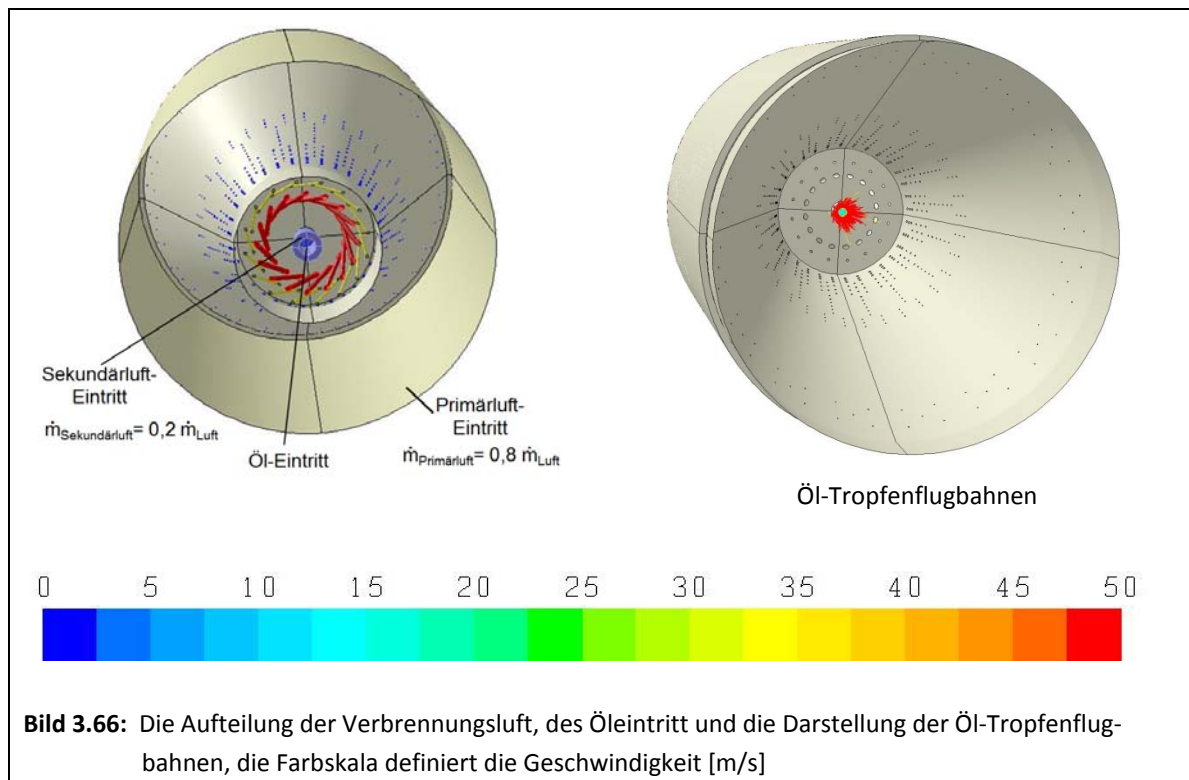 Sekundärluft-
Eintritt
ṁSekundärluft= 0,2 ṁLuft
Öl-Eintritt
Primärluft-
Eintritt
ṁPrimärluft= 0,8 ṁLuft
Öl-Tropfenflugbahnen
0 5 10 15 20 25 30 35 40 45 50
Bild 3.66: Die Aufteilung der Verbrennungsluft, des Öleintritt und die Darstellung der Öl-Tropfenflug-
bahnen, die Farbskala definiert die Geschwindigkeit [m/s]